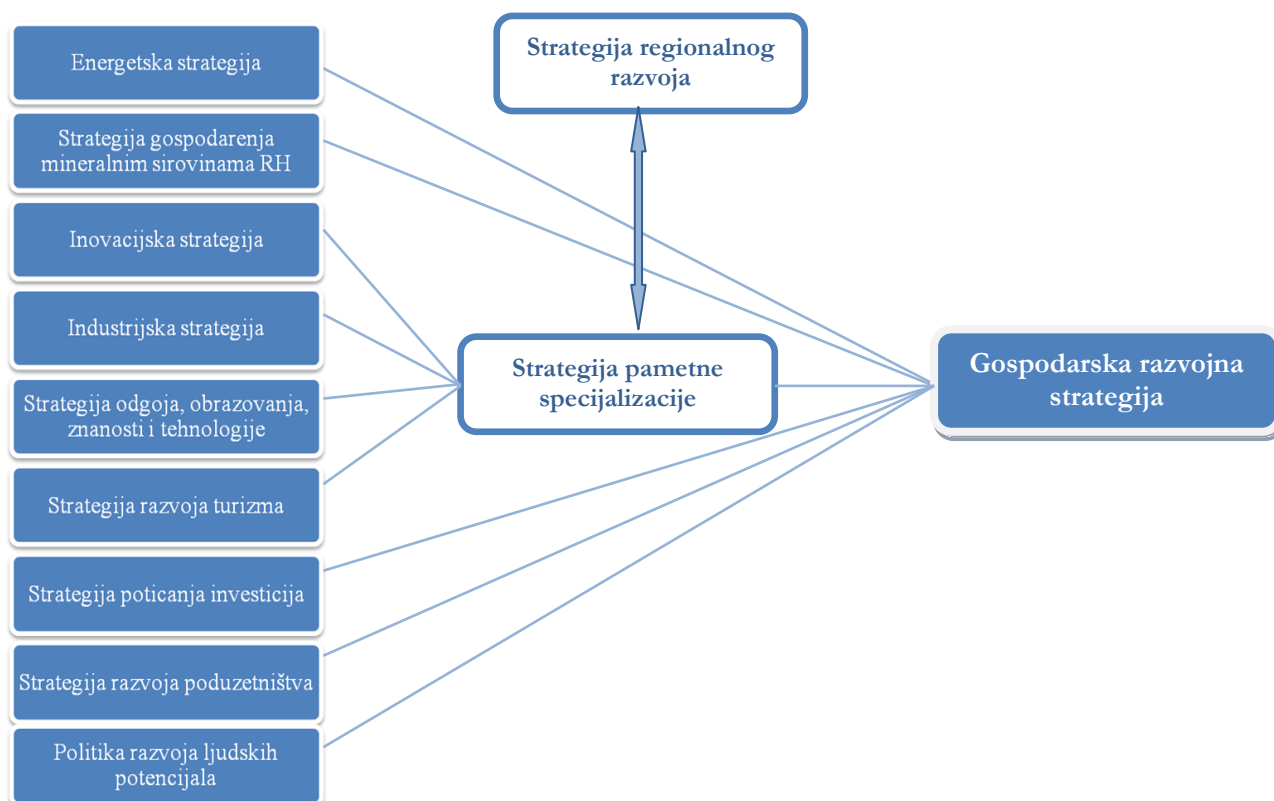 Energetska strategija
Strategija gospodarenja
mineralnim sirovinama RH
Inovacijska strategija
Industrijska strategija
Strategija odgoja, obrazovanja,
znanosti i tehnologije
Strategija razvoja turizma
Strategija poticanja investicija
Strategija razvoja poduzetništva
Politika razvoja ljudskih
potencijala
Strategija regionalnog
razvoja
Strategija pametne
specijalizacije
Gospodarska razvojna
strategija